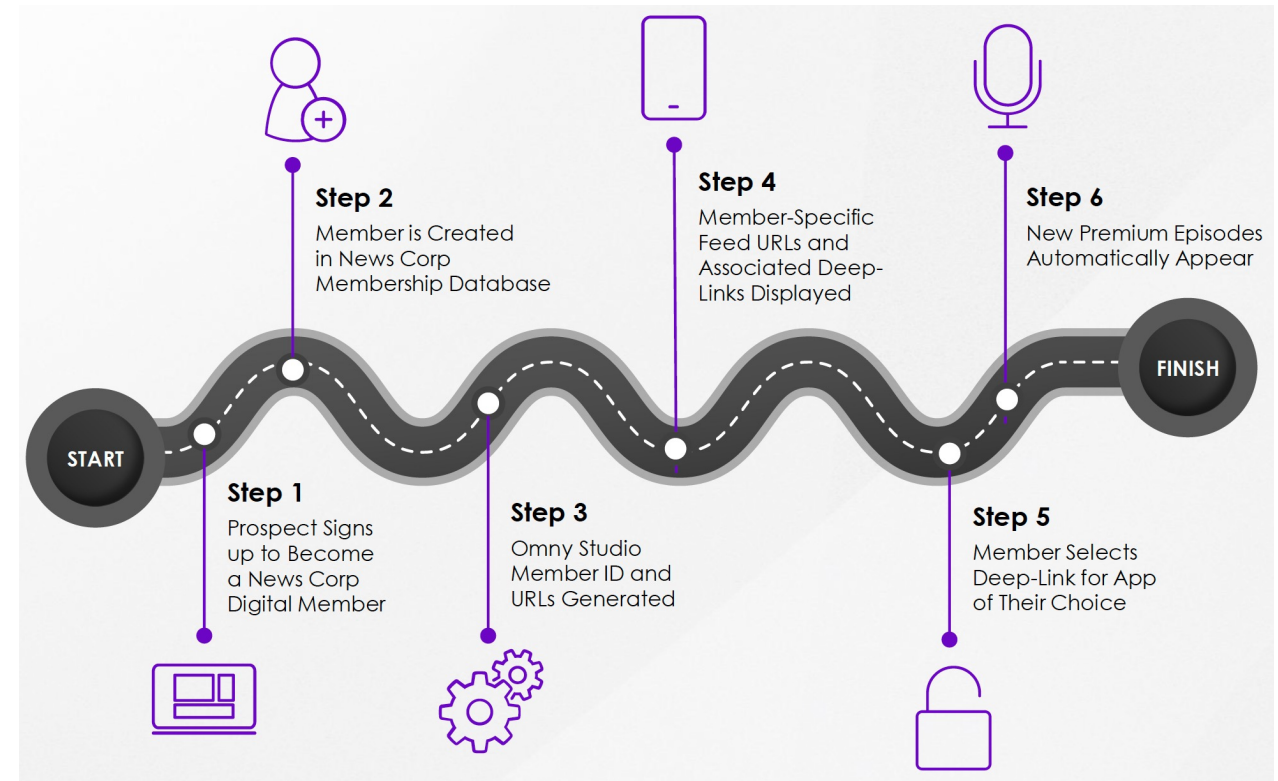 START
Step 1
Prospect Signs
up to Become
a News Corp
Digital Member
Step 2
Member is Created
in News Corp
Membership Database
Step 3
Omny Studio
Member ID and
URLs Generated
Step 4
Member-Specific
Feed URLs and
Associated Deep-
Links Displayed
Step 5
Member Selects
Deep-Link for App
of Their Choice
Step 6
New Premium Episodes
Automatically Appear
FINISH